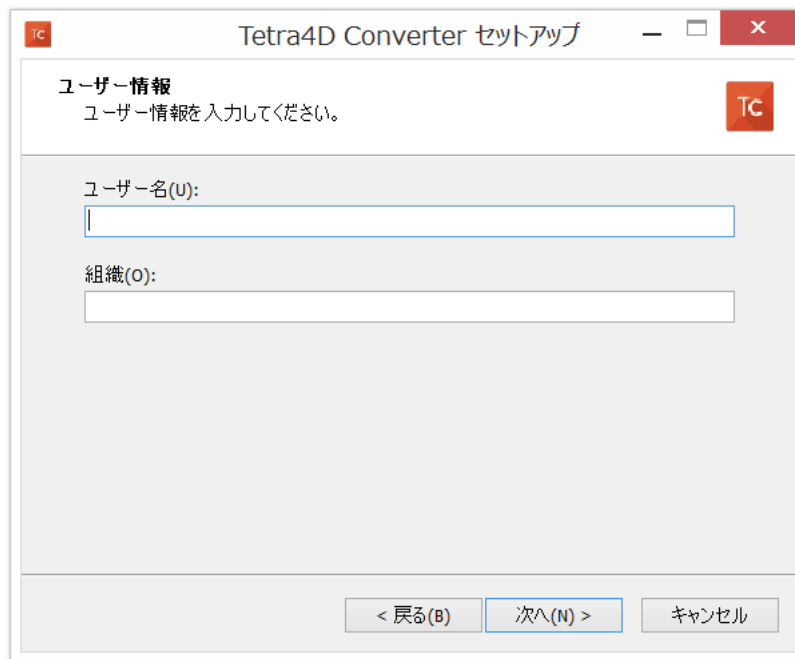 TC
Tetra4D Converter セットアップ
ユーザー情報
ユーザー情報を入力してください。
TC
ユーザー名(U):
組織(O):
< 戻る(B)
次へ(N) >
キャンセル